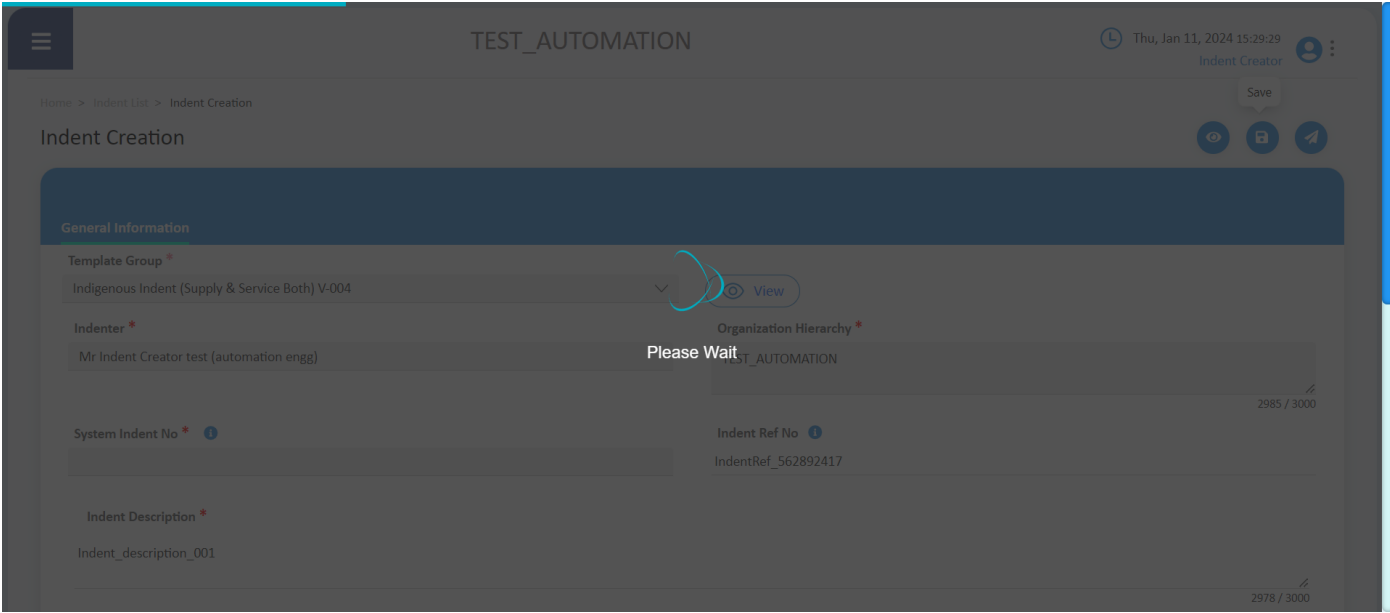 TEST_AUTOMATION
Thu, Jan 11, 2024 15:29:29
Indent Creator
Home > Indent List > Indent Creation
Save
Indent Creation
General Information
Template Group *
Indigenous Indent (Supply & Service Both) V-004
View
Indenter *
Organization Hierarchy *
Mr Indent Creator test (automation engg)
Please Wait
TEST_AUTOMATION
2985 / 3000
System Indent No *
Indent Ref No
IndentRef_562892417
Indent Description *
Indent_description_001
2978 / 3000